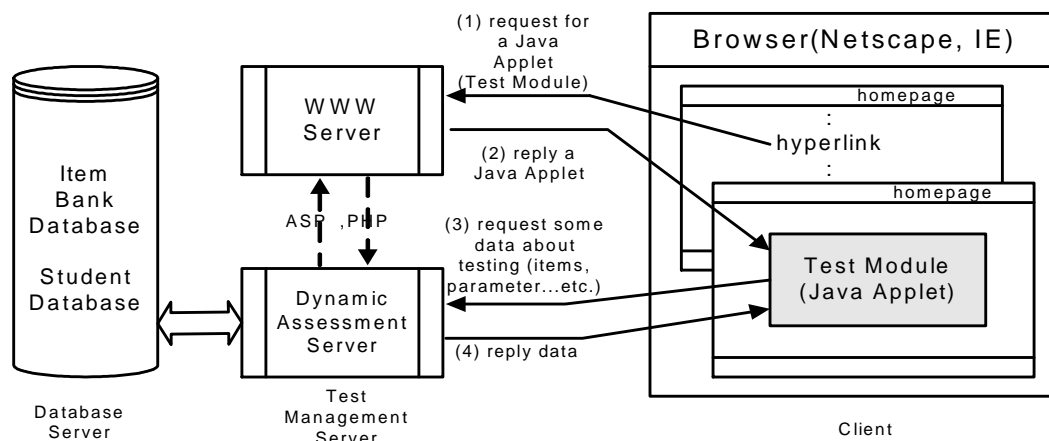 (1) request for
a Java
Applet
(Test Module)
Browser(Netscape, IE)
homepage
:
hyperlink
:
homepage
Test Module
(Java Applet)
WWW
Server
(2) reply a
Java Applet
ASP ,PHP
(3) request some
data about
testing (items,
parameter...etc.)
Item
Bank
Database
Student
Database
Dynamic
Assessment
Server
(4) reply data
Database
Server
Test
Management
Server
Client